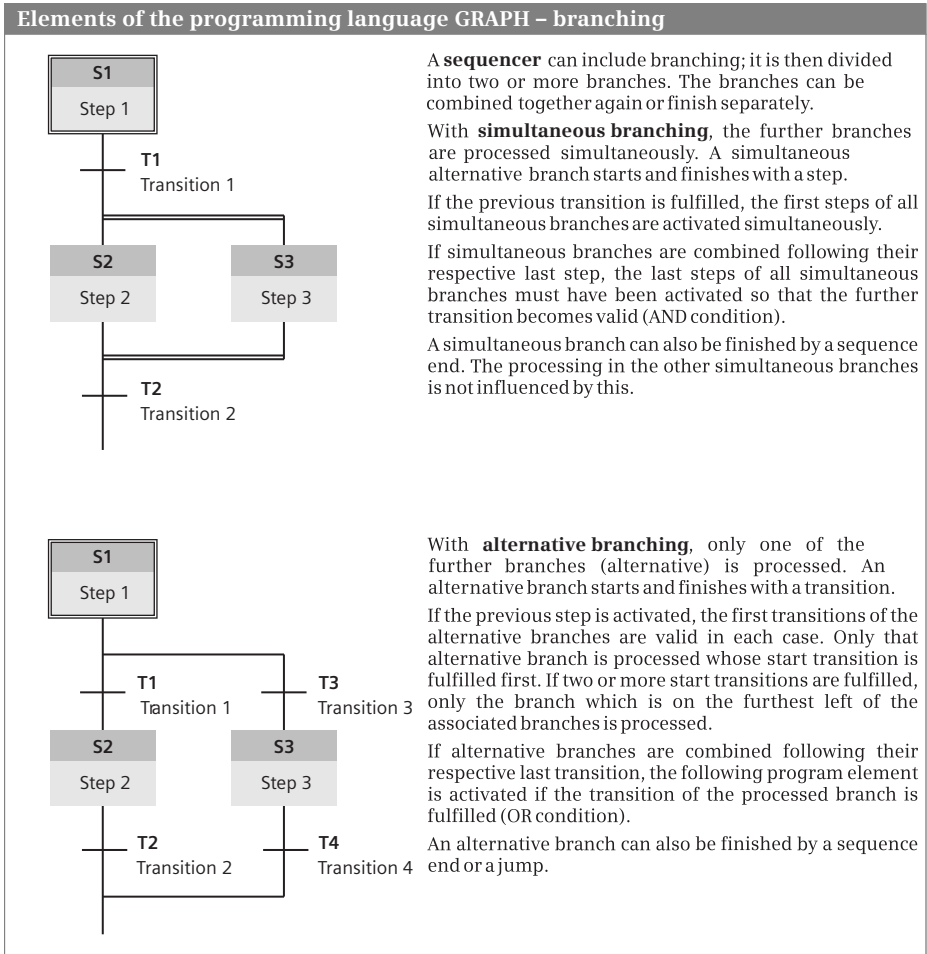 Elements of the programming language GRAPH – branching
S1
Step 1
T1
Transition 1
S2
Step 2
S3
Step 3
T2
Transition 2
A sequencer can include branching; it is then divided
into two or more branches. The branches can be
combined together again or finish separately.
With simultaneous branching, the further branches
are processed simultaneously. A simultaneous
alternative branch starts and finishes with a step.
If the previous transition is fulfilled, the first steps of all
simultaneous branches are activated simultaneously.
If simultaneous branches are combined following their
respective last step, the last steps of all simultaneous
branches must have been activated so that the further
transition becomes valid (AND condition).
A simultaneous branch can also be finished by a sequence
end. The processing in the other simultaneous branches
is not influenced by this.
S1
Step 1
T1
Transition 1
T3
Transition 3
S2
Step 2
S3
Step 3
T2
Transition 2
T4
Transition 4
With alternative branching, only one of the
further branches (alternative) is processed. An
alternative branch starts and finishes with a transition.
If the previous step is activated, the first transitions of the
alternative branches are valid in each case. Only that
alternative branch is processed whose start transition is
fulfilled first. If two or more start transitions are fulfilled,
only the branch which is on the furthest left of the
associated branches is processed.
If alternative branches are combined following their
respective last transition, the following program element
is activated if the transition of the processed branch is
fulfilled (OR condition).
An alternative branch can also be finished by a sequence
end or a jump.